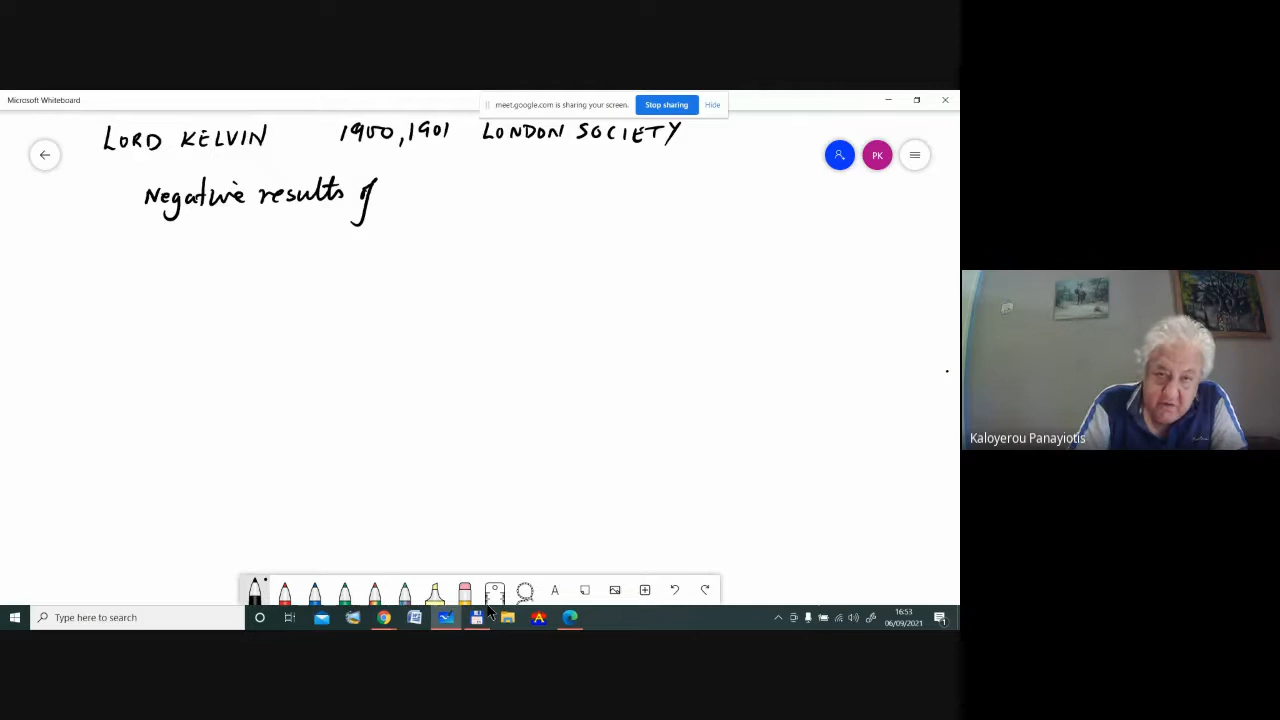 Microsoft Whiteboard
meet.google.com is sharing your screen.
Stop sharing
Hide
LORD KELVIN 1900, 1901 LONDON SOCIETY
PK
Negative results of
Kaloyerou Panayiotis
A
Type here to search
16:53
06/09/2021